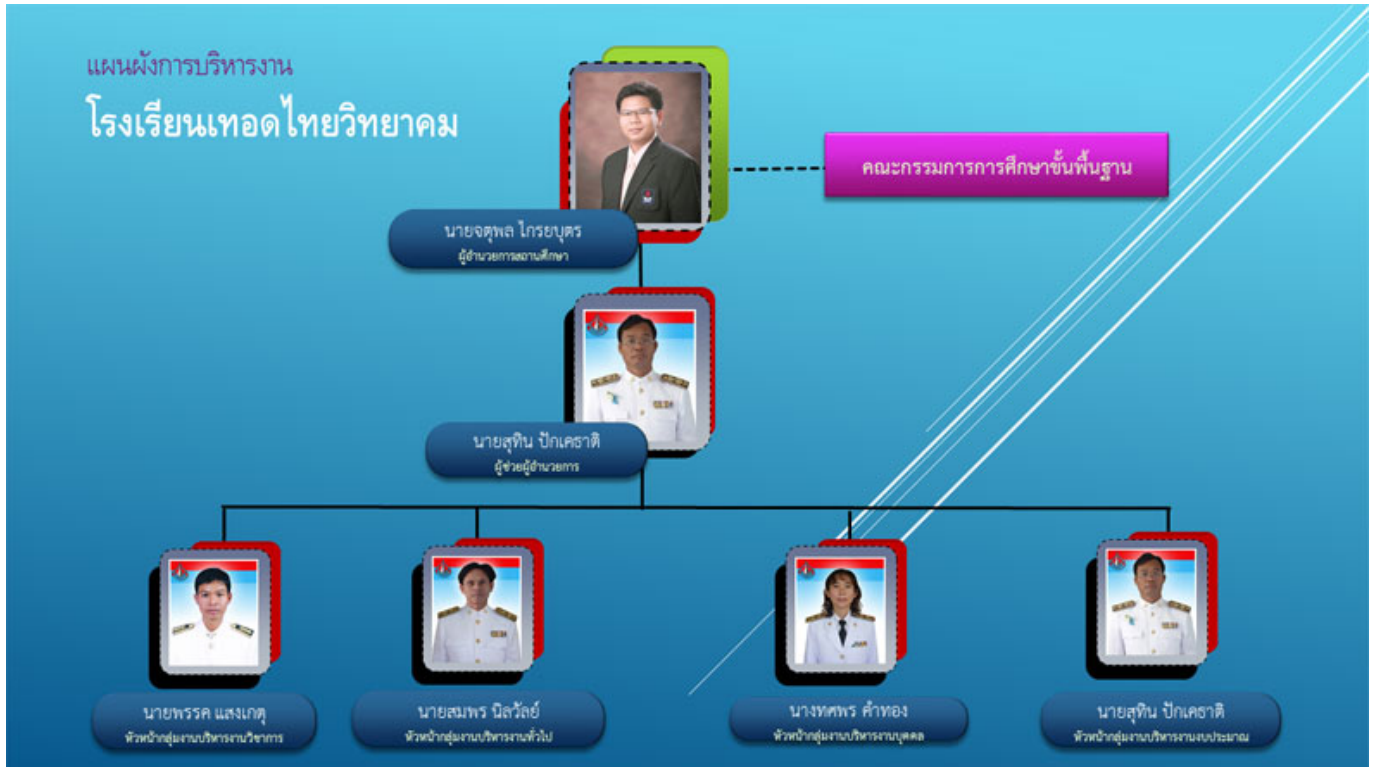 แผนผังการบริหารงาน
โรงเรียนเทอดไทยวิทยาคม
คณะกรรมการการศึกษาขั้นพื้นฐาน
นายจตุพล ไกรยบุตร
ผู้อำนวยการสถานศึกษา
นายสุทิน ปักเคธาติ
ผู้ช่วยผู้อำนวยการ
นายพรรค แสงเกตุ
หัวหน้ากลุ่มงานบริหารงานวิชาการ
นายสมพร นิลวัลย์
หัวหน้ากลุ่มงานบริหารงานทั่วไป
นางทศพร คำทอง
หัวหน้ากลุ่มงานบริหารงานบุคคล
นายสุทิน ปักเคธาติ
หัวหน้ากลุ่มงานบริหารงานงบประมาณ